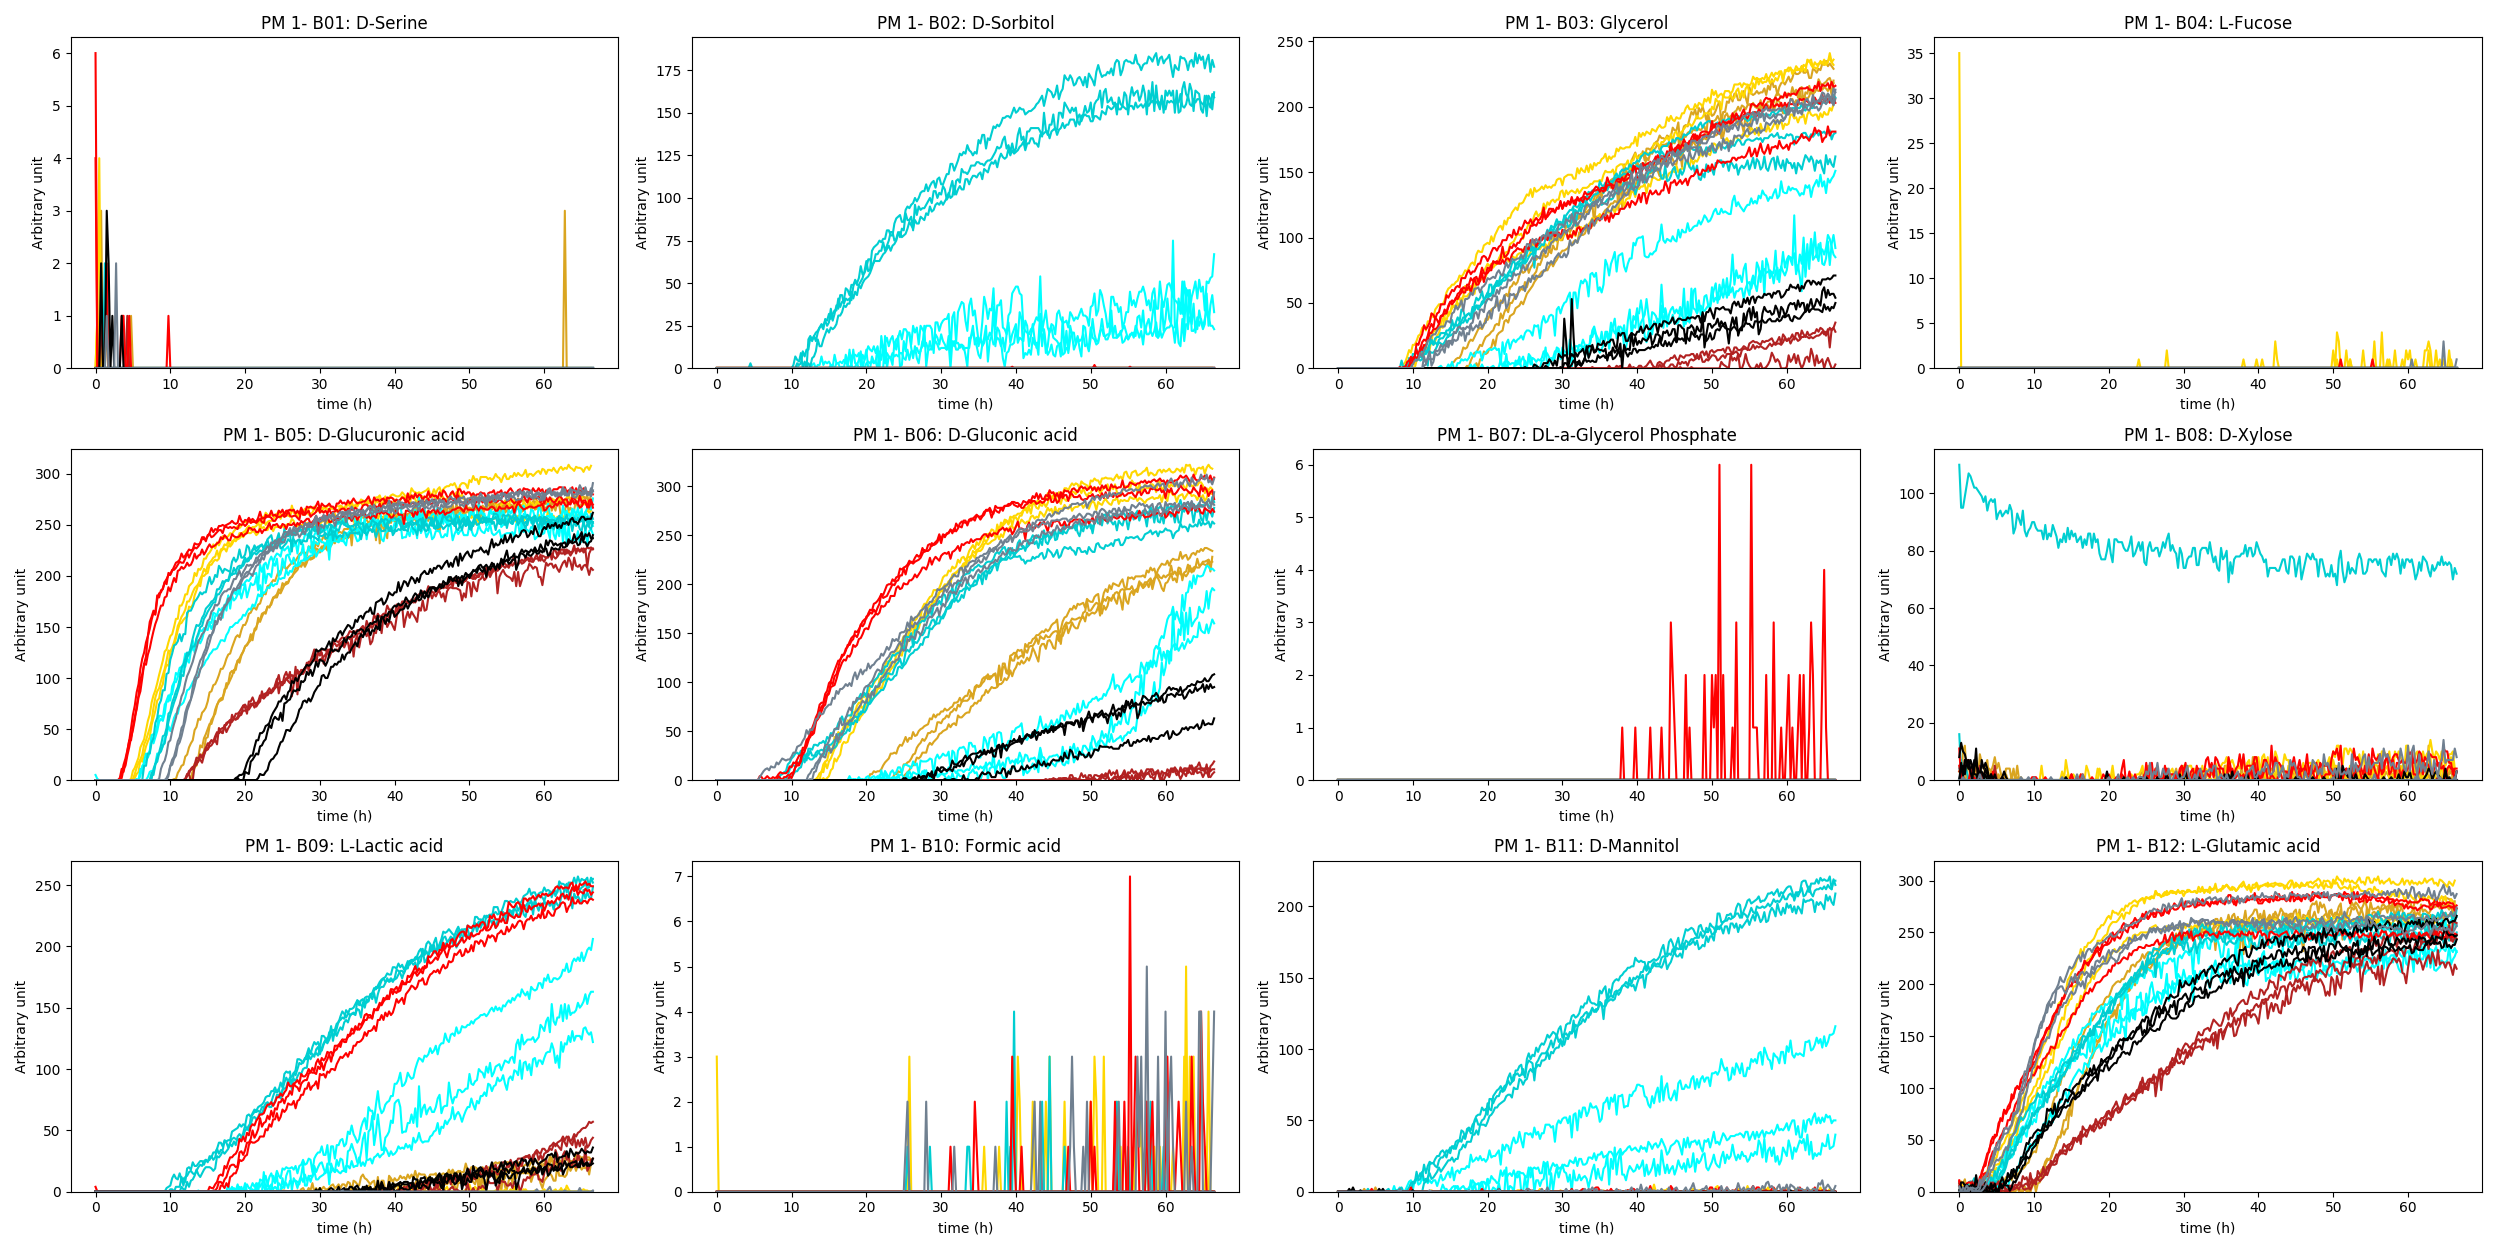 PM 1- B01: D-Serine
Arbitrary unit
6
5
4
3
2
1
0
0 10 20 30 40 50 60
time (h)
PM 1- B02: D-Sorbitol
Arbitrary unit
175
150
125
100
75
50
25
0
0 10 20 30 40 50 60
time (h)
PM 1- B03: Glycerol
Arbitrary unit
250
200
150
100
50
0
0 10 20 30 40 50 60
time (h)
PM 1- B04: L-Fucose
Arbitrary unit
35
30
25
20
15
10
5
0
0 10 20 30 40 50 60
time (h)
PM 1- B05: D-Glucuronic acid
Arbitrary unit
300
250
200
150
100
50
0
0 10 20 30 40 50 60
time (h)
PM 1- B06: D-Gluconic acid
Arbitrary unit
300
250
200
150
100
50
0
0 10 20 30 40 50 60
time (h)
PM 1- B07: DL-a-Glycerol Phosphate
Arbitrary unit
6
5
4
3
2
1
0
0 10 20 30 40 50 60
time (h)
PM 1- B08: D-Xylose
Arbitrary unit
100
80
60
40
20
0
0 10 20 30 40 50 60
time (h)
PM 1- B09: L-Lactic acid
Arbitrary unit
250
200
150
100
50
0
0 10 20 30 40 50 60
time (h)
PM 1- B10: Formic acid
Arbitrary unit
7
6
5
4
3
2
1
0
0 10 20 30 40 50 60
time (h)
PM 1- B11: D-Mannitol
Arbitrary unit
200
150
100
50
0
0 10 20 30 40 50 60
time (h)
PM 1- B12: L-Glutamic acid
Arbitrary unit
300
250
200
150
100
50
0
0 10 20 30 40 50 60
time (h)